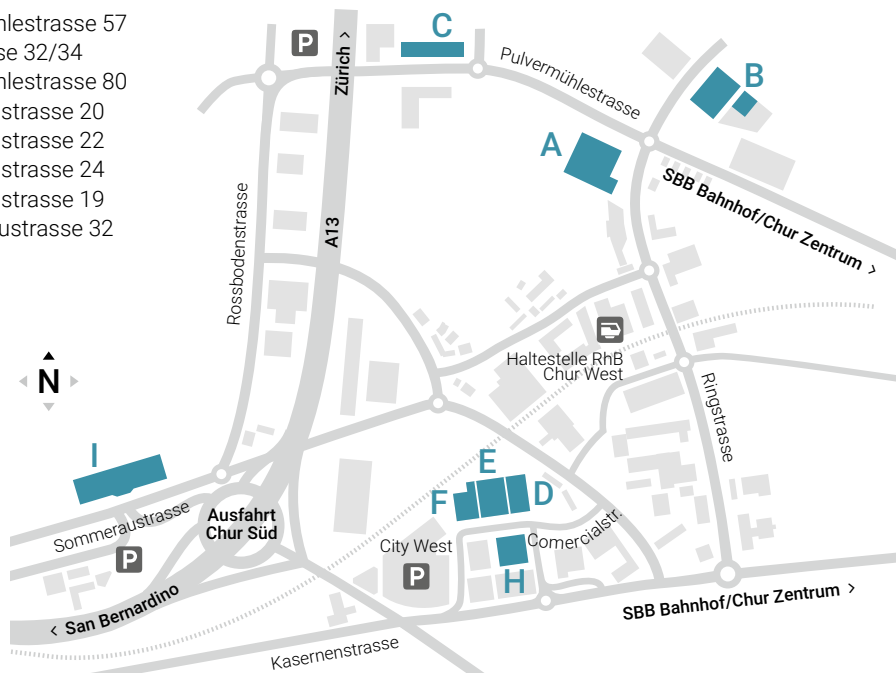 hlestrasse 57
se 32/34
hlestrasse 80
strasse 20
strasse 22
strasse 24
strasse 19
ustrasse 32
P
Zürich >
C
Pulvermühlestrasse
B
A
SBB Bahnhof/Chur Zentrum >
Rossbodenstrasse
A13
N
Haltestelle RhB
Chur West
Ringstrasse
I
E
F
D
Sommeraustrasse
Ausfahrt
Chur Süd
Comercialstr.
City West
P
P
H
< San Bernardino
SBB Bahnhof/Chur Zentrum >
Kasernenstrasse